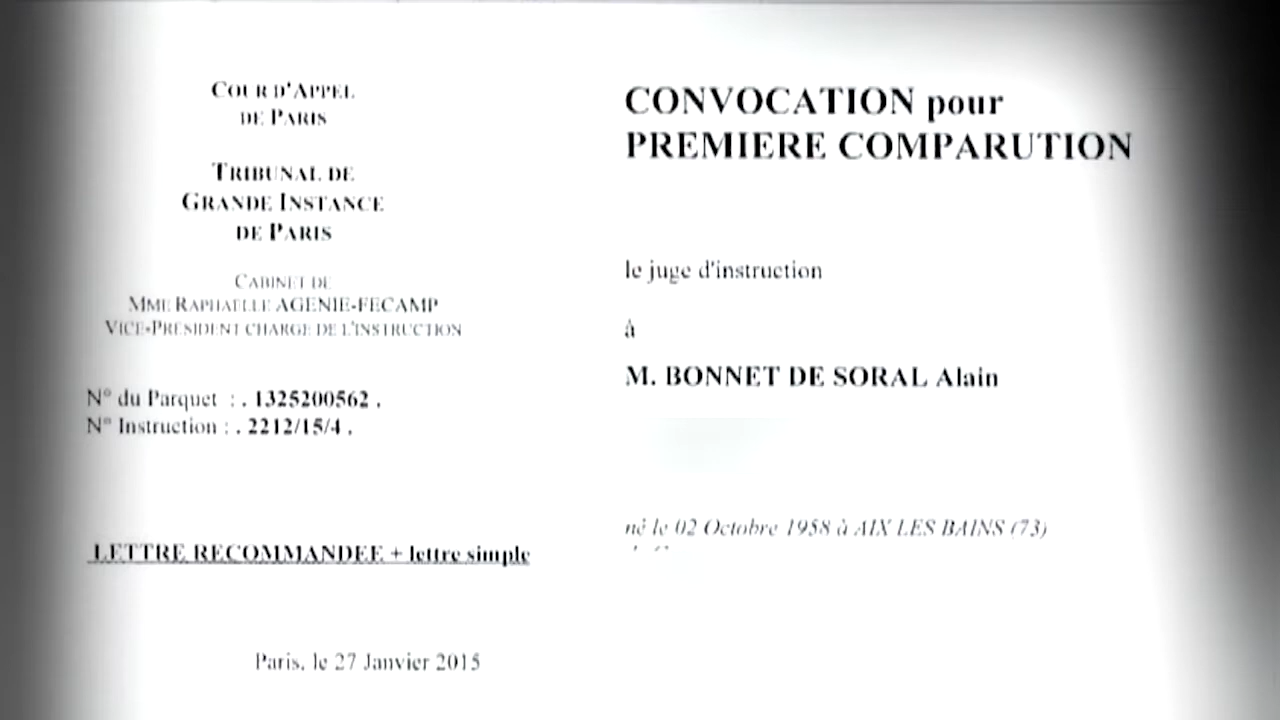 COUR D'APPEL
DE PARIS
TRIBUNAL DE
GRANDE INSTANCE
DE PARIS
CABINET DE
MME RAPHAELLE AGENIE-FECAMP
VICE-PRESIDENT CHARGE DE L'INSTRUCTION
N° du Parquet : . 1325200562 .
N° Instruction : . 2212/15/4 .
LETTRE RECOMMANDEE + lettre simple
Paris, le 27 Janvier 2015
CONVOCATION pour
PREMIERE COMPARUTION
le juge d'instruction
à
M. BONNET DE SORAL Alain
né le 02 Octobre 1958 à AIX LES BAINS (73)